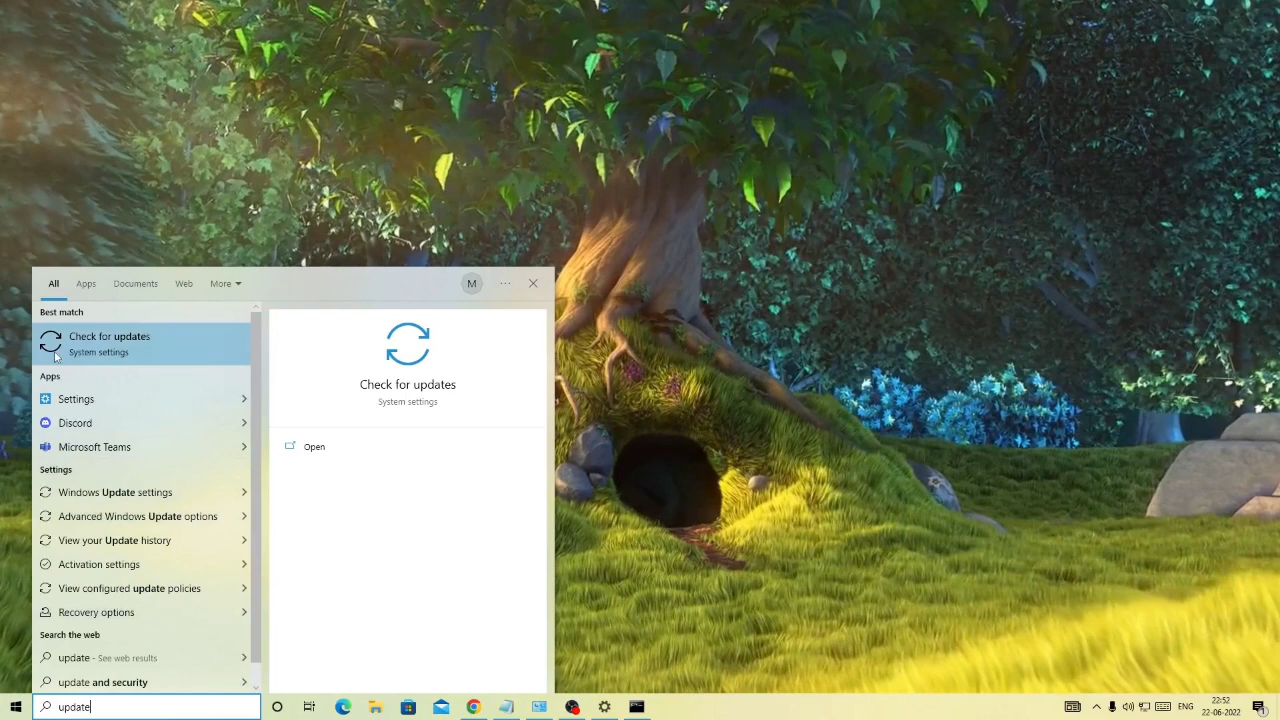 All
Apps
Documents
Web
More
M
Best match
Check for updates
System settings
Apps
Settings
Discord
Microsoft Teams
Settings
Windows Update settings
Advanced Windows Update options
View your Update history
Activation settings
View configured update policies
Recovery options
Search the web
update - See web results
update and security
Check for updates
System settings
Open
update
ENG
22:52
22-06-2022
1